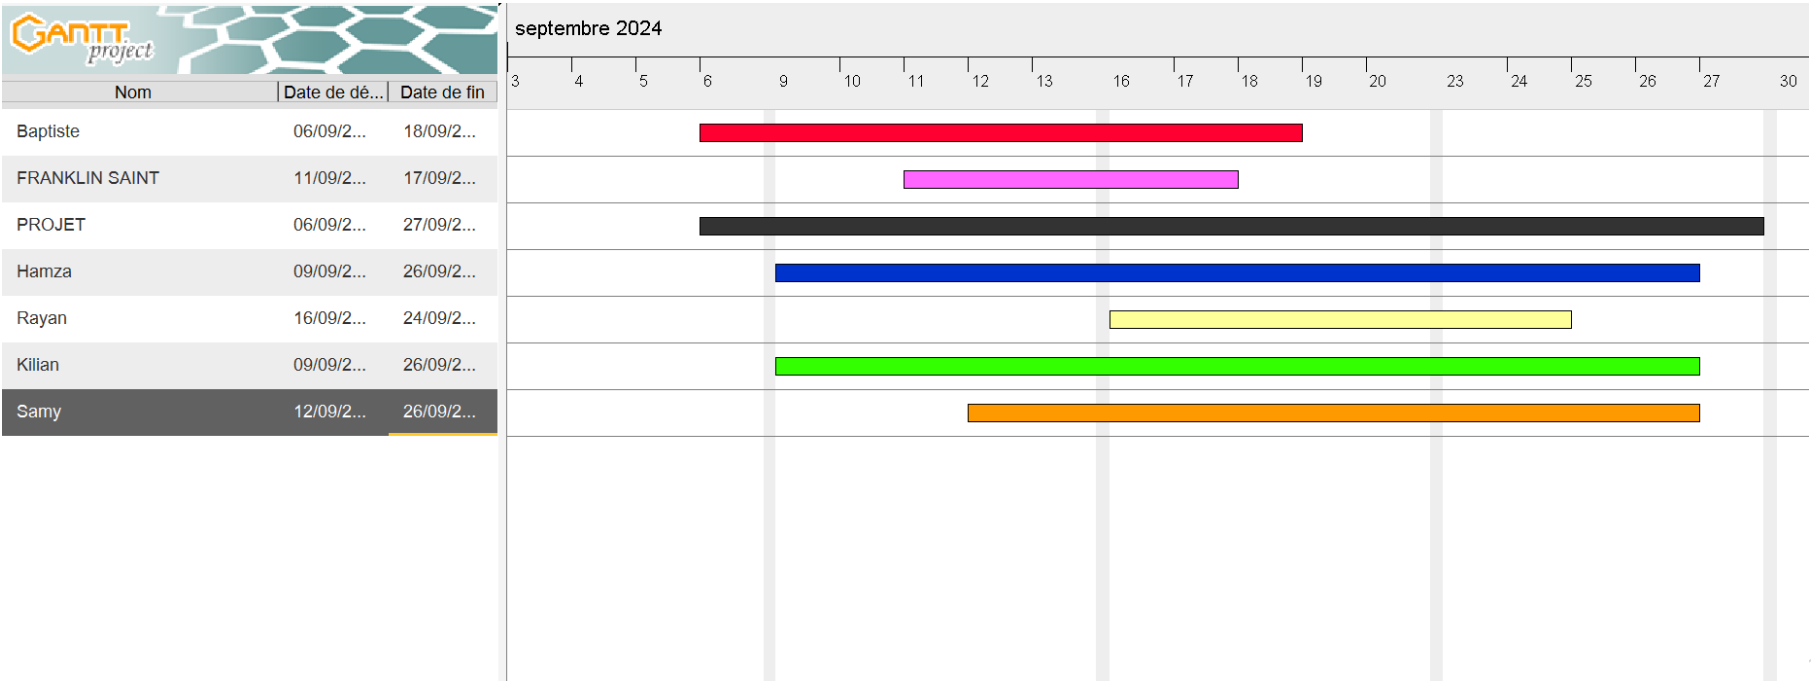 GANTT
project
septembre 2024
3 4 5 6 9 10 11 12 13 16 17 18 19 20 23 24 25 26 27 30
Nom Date de dé... Date de fin
Baptiste 06/09/2... 18/09/2...
FRANKLIN SAINT 11/09/2... 17/09/2...
PROJET 06/09/2... 27/09/2...
Hamza 09/09/2... 26/09/2...
Rayan 16/09/2... 24/09/2...
Kilian 09/09/2... 26/09/2...
Samy 12/09/2... 26/09/2...